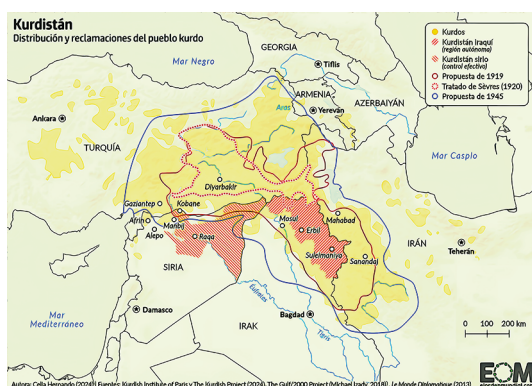 Kurdistán
Distribución y reclamaciones del pueblo kurdo
Kurdos
Kurdistán iraquí
(región autónoma)
Kurdistán sirio
(control efectivo)
Propuesta de 1919
Tratado de Sèvres (1920)
Propuesta de 1945
Mar Negro
GEORGIA
Tiflis
ARMENIA
Yerevan
AZERBAIYÁN
Aras
Mar Caspio
Ankara
TURQUÍA
Diyarbakir
Gaziantep
Kobane
Afrin
Manbij
Alepo
Raqa
Mosul
Erbil
Mahabad
Suleimaniya
Sanandaj
IRÁN
Teherán
SIRIA
Mar
Mediterráneo
Damasco
Éufrates
Tigris
IRAK
Bagdad
0 100 200 km
Autora: Celia Hernando (2024) Fuentes: Kurdish Institute of Paris y The Kurdish Project (2024), The Gulf/2000 Project (Michael Izady, 2018), Le Monde Diplomatique (2013)
EOM